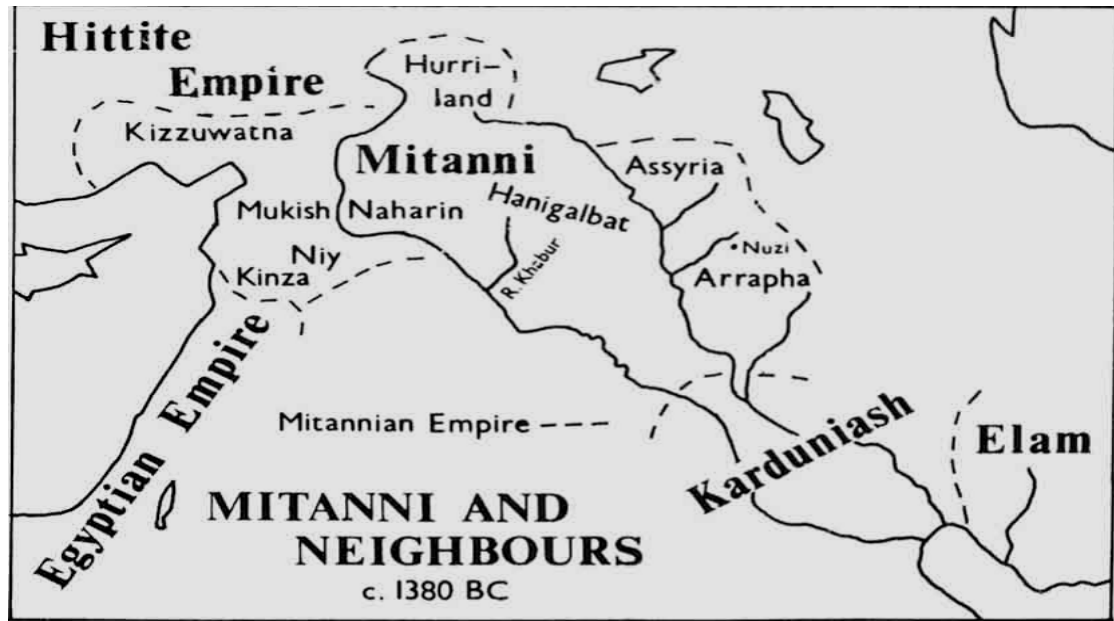 Hittite
Empire
Hurri–
land
Kizzuwatna
Mitanni
Assyria
Hanigalbat
Mukish
Naharin
Nuzi
Niy
R. Khabur
Kinza
Arrapha
Egyptian Empire
Mitannian Empire
Karduniash
Elam
MITANNI AND
NEIGHBOURS
c. 1380 BC